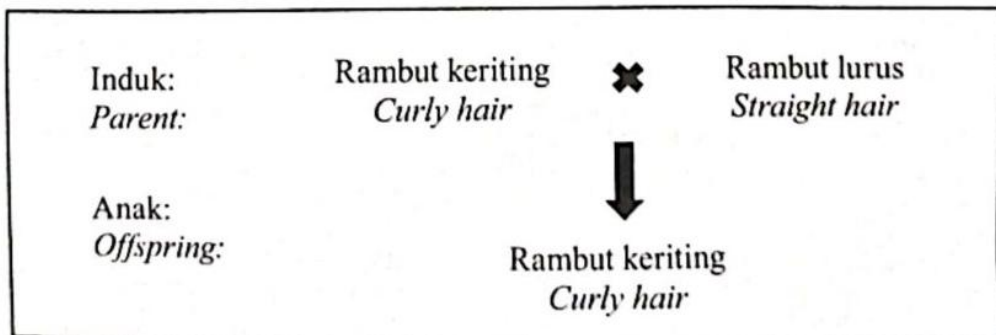 Induk:
Parent:
Rambut keriting
Curly hair
Rambut lurus
Straight hair
Anak:
Offspring:
Rambut keriting
Curly hair